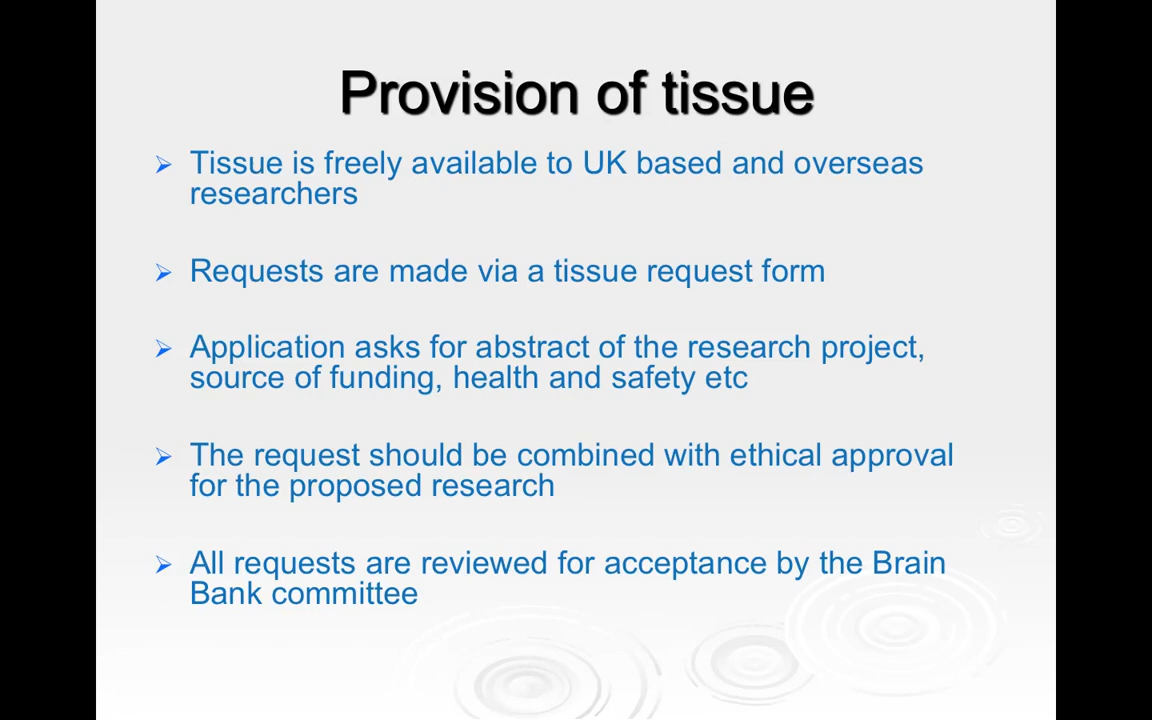 Provision of tissue
Tissue is freely available to UK based and overseas
researchers
Requests are made via a tissue request form
Application asks for abstract of the research project,
source of funding, health and safety etc
The request should be combined with ethical approval
for the proposed research
All requests are reviewed for acceptance by the Brain
Bank committee